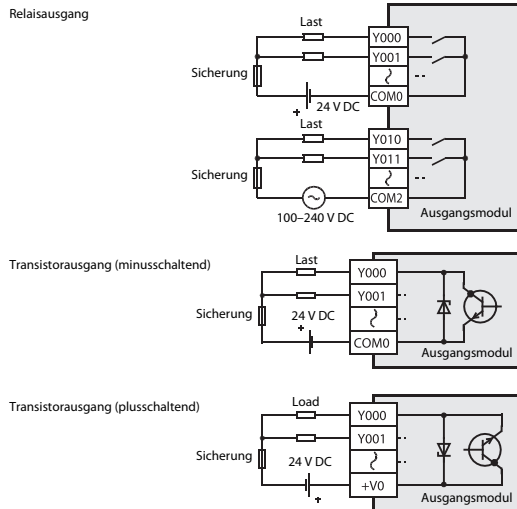 Relaisausgang
Last
Y000
Y001
Sicherung
COM0
+
24 V DC
Last
Y010
Y011
Sicherung
COM2
100–240 V DC
Ausgangsmodul
Transistorausgang (minusschaltend)
Last
Y000
Y001
Sicherung
24 V DC
+
COM0
Ausgangsmodul
Transistorausgang (plusschaltend)
Load
Y000
Y001
Sicherung
24 V DC
+V0
+
Ausgangsmodul